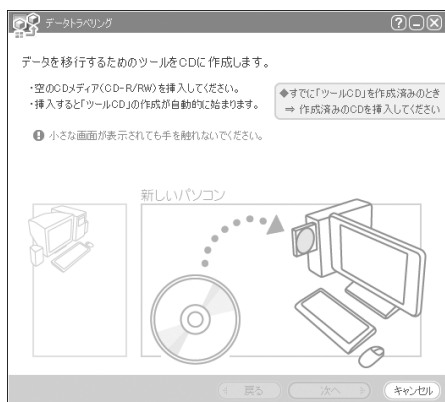 データトラベリング
データを移行するためのツールをCDに作成します。
・空のCDメディア(CD-R/RW)を挿入してください。
・挿入すると「ツールCD」の作成が自動的に始まります。
◆すでに「ツールCD」を作成済みのとき
⇒ 作成済みのCDを挿入してください
小さな画面が表示されても手を触れないでください。
新しいパソコン
戻る
次へ
キャンセル